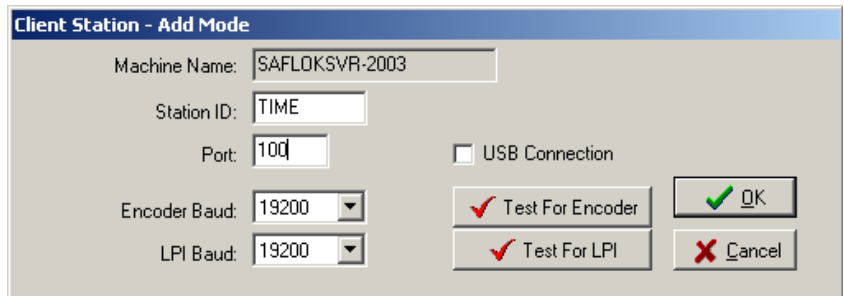 Client Station - Add Mode
Machine Name: SAFLOKSVR-2003
Station ID: TIME
Port: 100 USB Connection
Encoder Baud: 19200 Test For Encoder OK
LPI Baud: 19200 Test For LPI Cancel